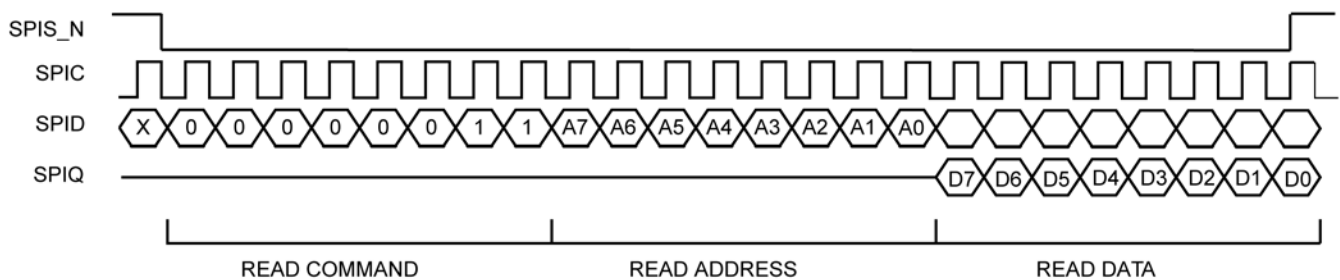 SPIS_N
SPIC
SPID X 0 0 0 0 0 0 1 1 A7 A6 A5 A4 A3 A2 A1 A0
SPIQ D7 D6 D5 D4 D3 D2 D1 D0
READ COMMAND READ ADDRESS READ DATA